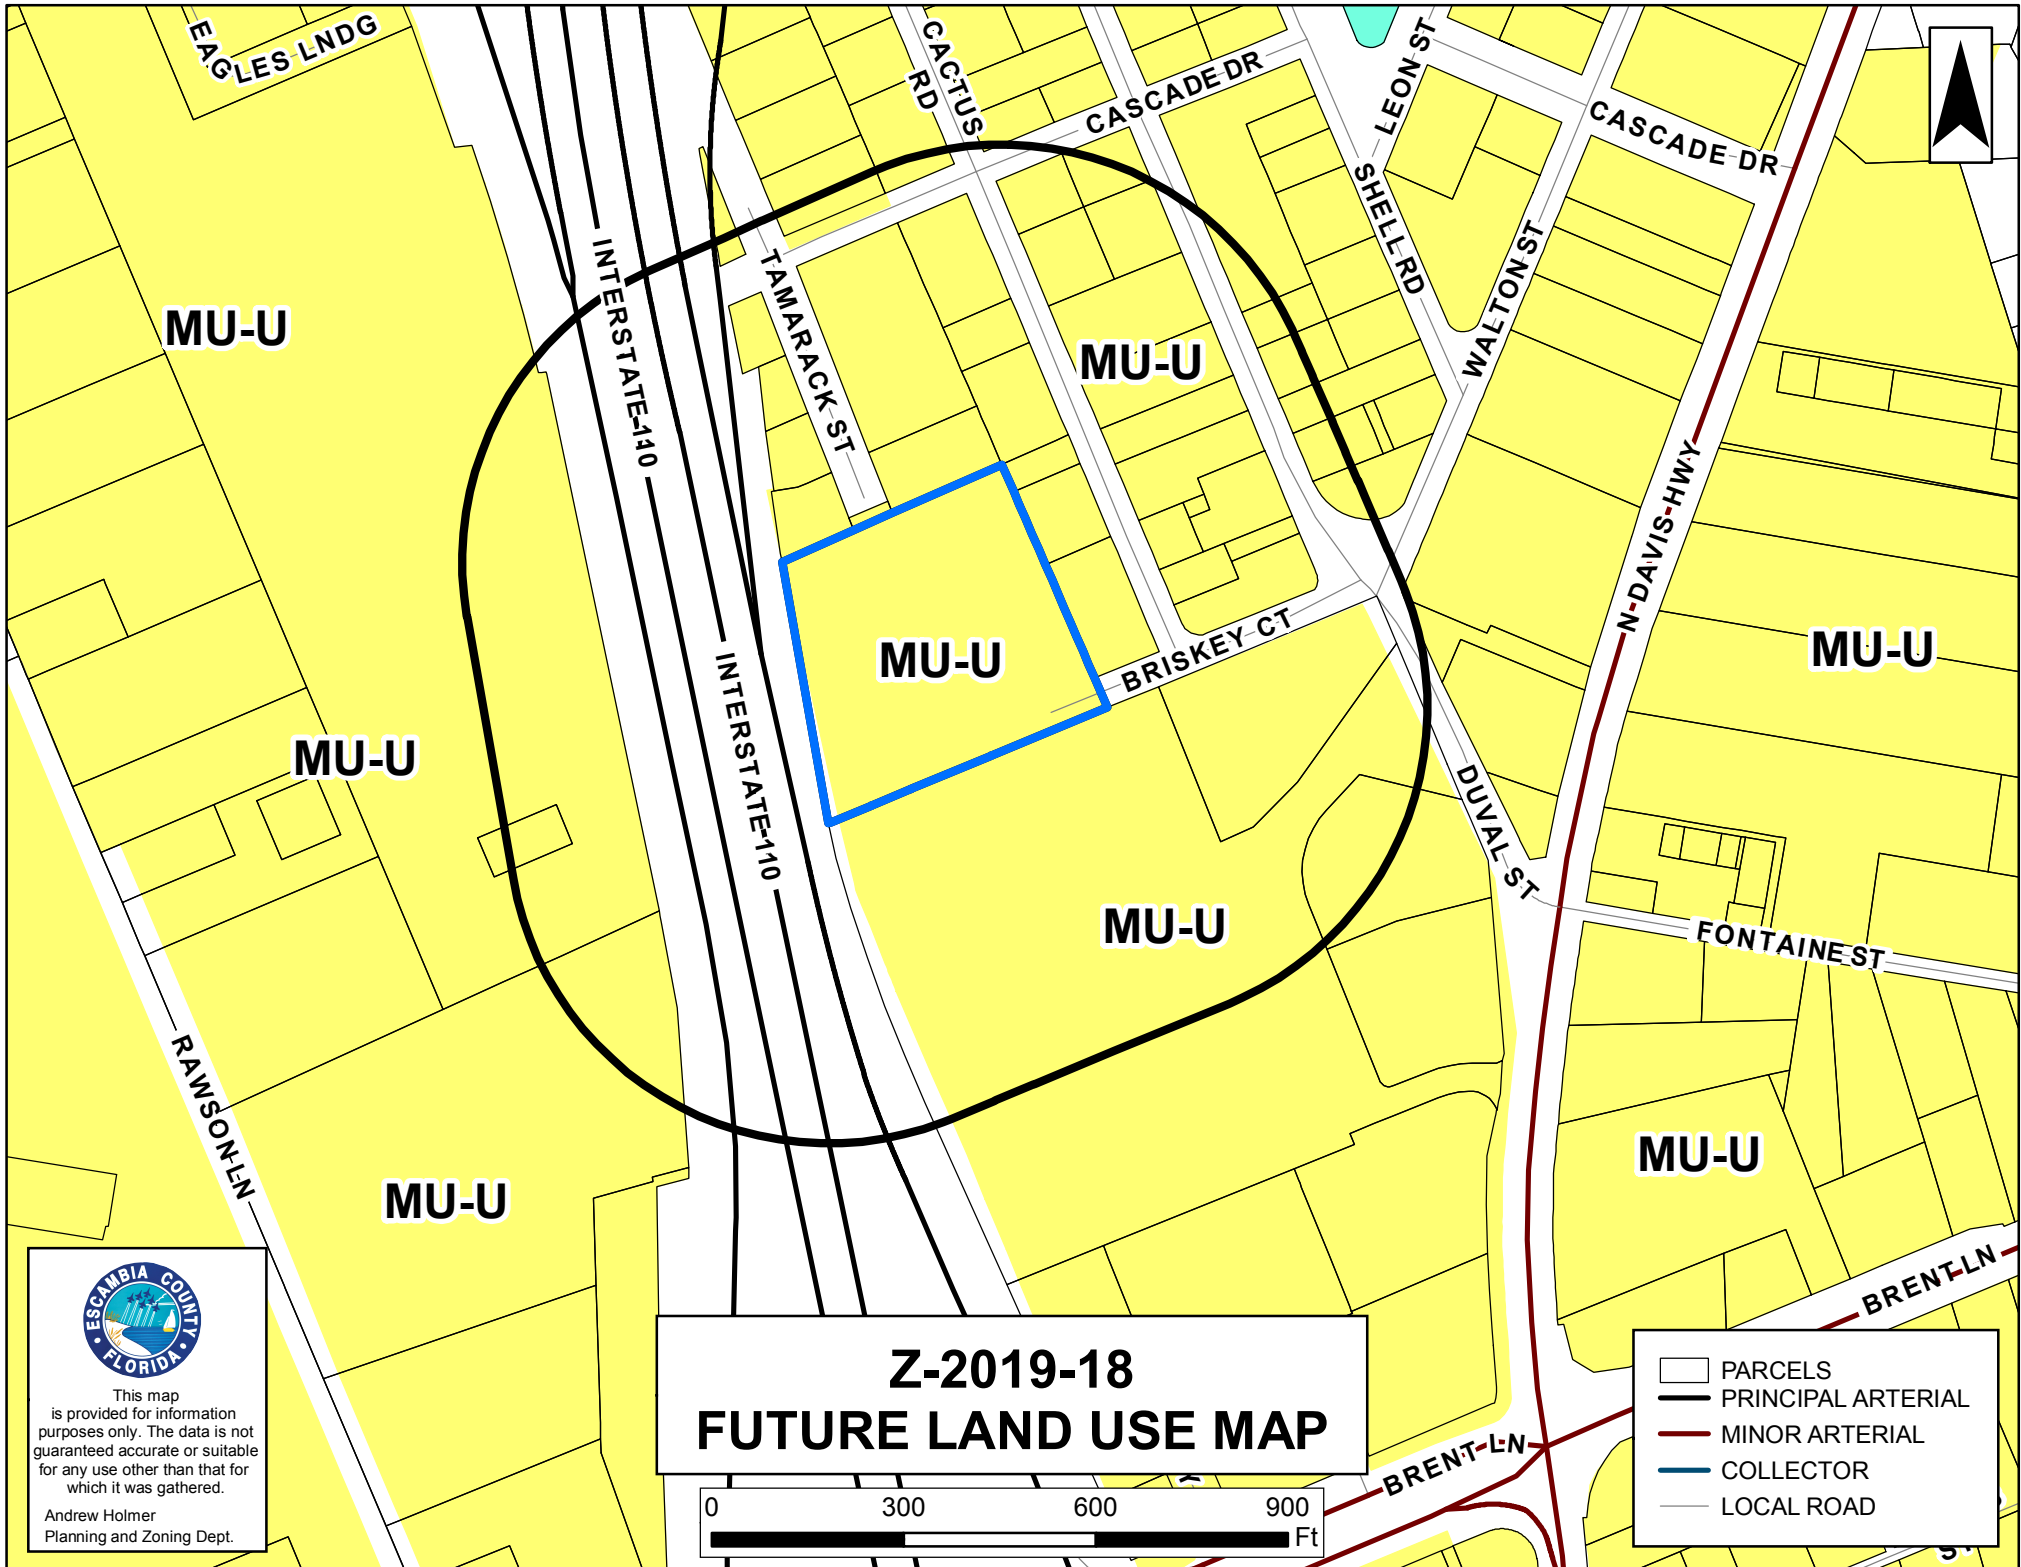 EAGLES LNDG
CACTUS
RD
CASCADE DR
LEON ST
CASCADE DR
SHELL RD
WALTON ST
INTERSTATE 110
TAMARACK ST
MU-U
MU-U
N DAVIS HWY
MU-U
MU-U
BRISKEY CT
INTERSTATE 110
MU-U
DUVAL ST
MU-U
FONTAINE ST
RAWSON LN
MU-U
MU-U
BRENT LN
BRENT LN
ESCAMBIA COUNTY
FLORIDA
This map
is provided for information
purposes only. The data is not
guaranteed accurate or suitable
for any use other than that for
which it was gathered.
Andrew Holmer
Planning and Zoning Dept.
Z-2019-18
FUTURE LAND USE MAP
0 300 600 900
Ft
PARCELS
PRINCIPAL ARTERIAL
MINOR ARTERIAL
COLLECTOR
LOCAL ROAD